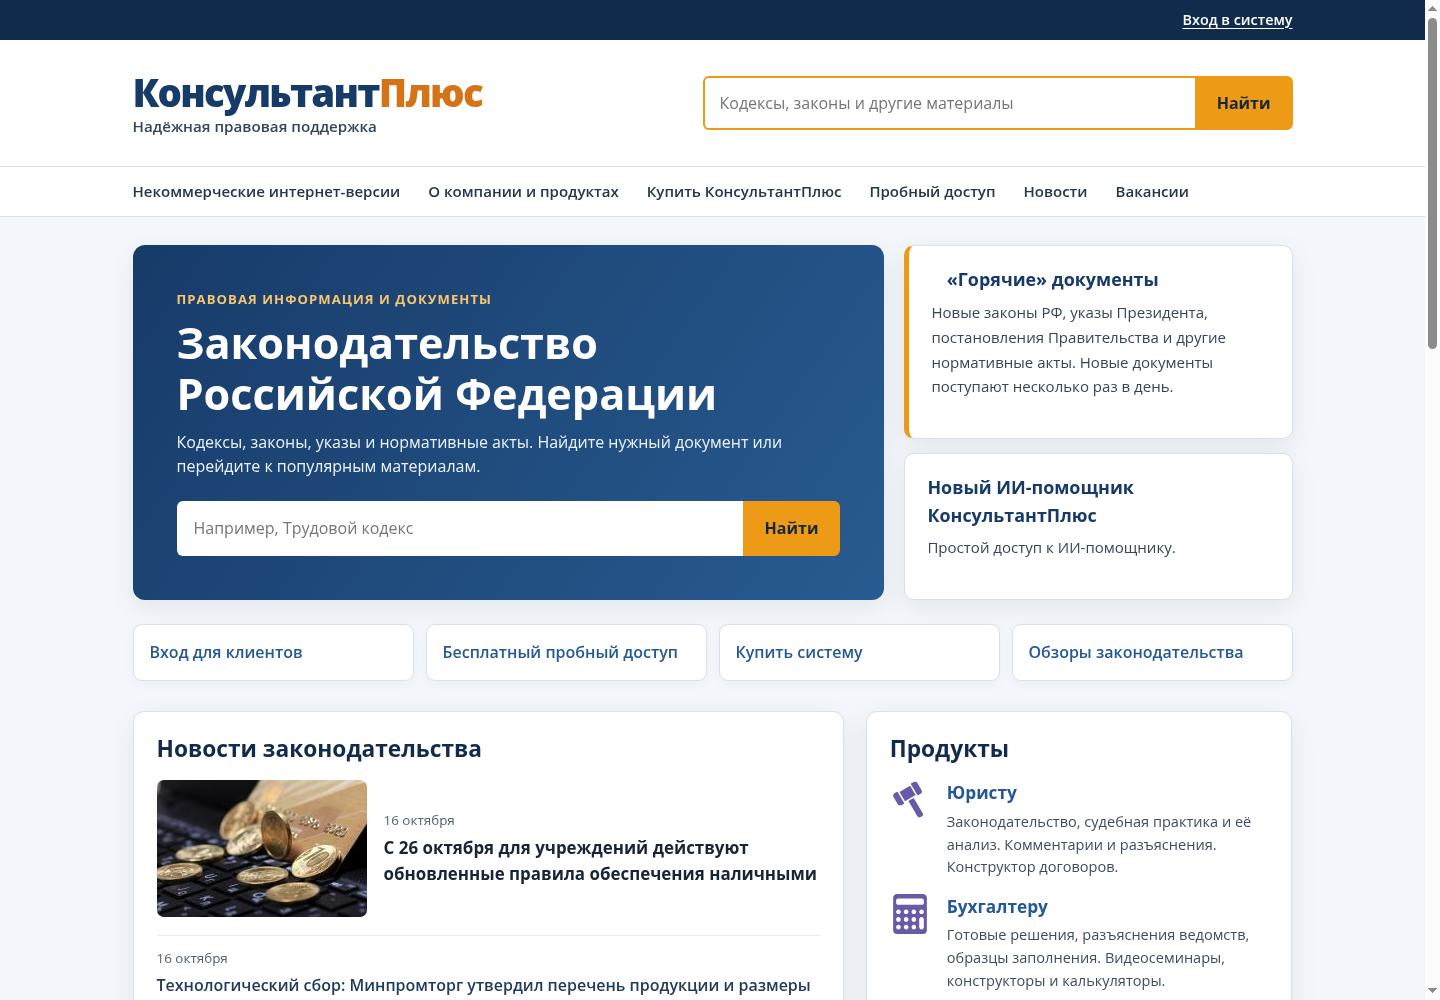 Вход в систему
КонсультантПлюс
Надёжная правовая поддержка
Кодексы, законы и другие материалы
Найти
Некоммерческие интернет-версии
О компании и продуктах
Купить КонсультантПлюс
Пробный доступ
Новости
Вакансии
ПРАВОВАЯ ИНФОРМАЦИЯ И ДОКУМЕНТЫ
Законодательство
Российской Федерации
Кодексы, законы, указы и нормативные акты. Найдите нужный документ или
перейдите к популярным материалам.
Например, Трудовой кодекс
Найти
«Горячие» документы
Новые законы РФ, указы Президента,
постановления Правительства и другие
нормативные акты. Новые документы
поступают несколько раз в день.
Новый ИИ-помощник
КонсультантПлюс
Простой доступ к ИИ-помощнику.
Вход для клиентов
Бесплатный пробный доступ
Купить систему
Обзоры законодательства
Новости законодательства
16 октября
С 26 октября для учреждений действуют
обновленные правила обеспечения наличными
16 октября
Технологический сбор: Минпромторг утвердил перечень продукции и размеры
Продукты
Юристу
Законодательство, судебная практика и её
анализ. Комментарии и разъяснения.
Конструктор договоров.
Бухгалтеру
Готовые решения, разъяснения ведомств,
образцы заполнения. Видеосеминары,
конструкторы и калькуляторы.